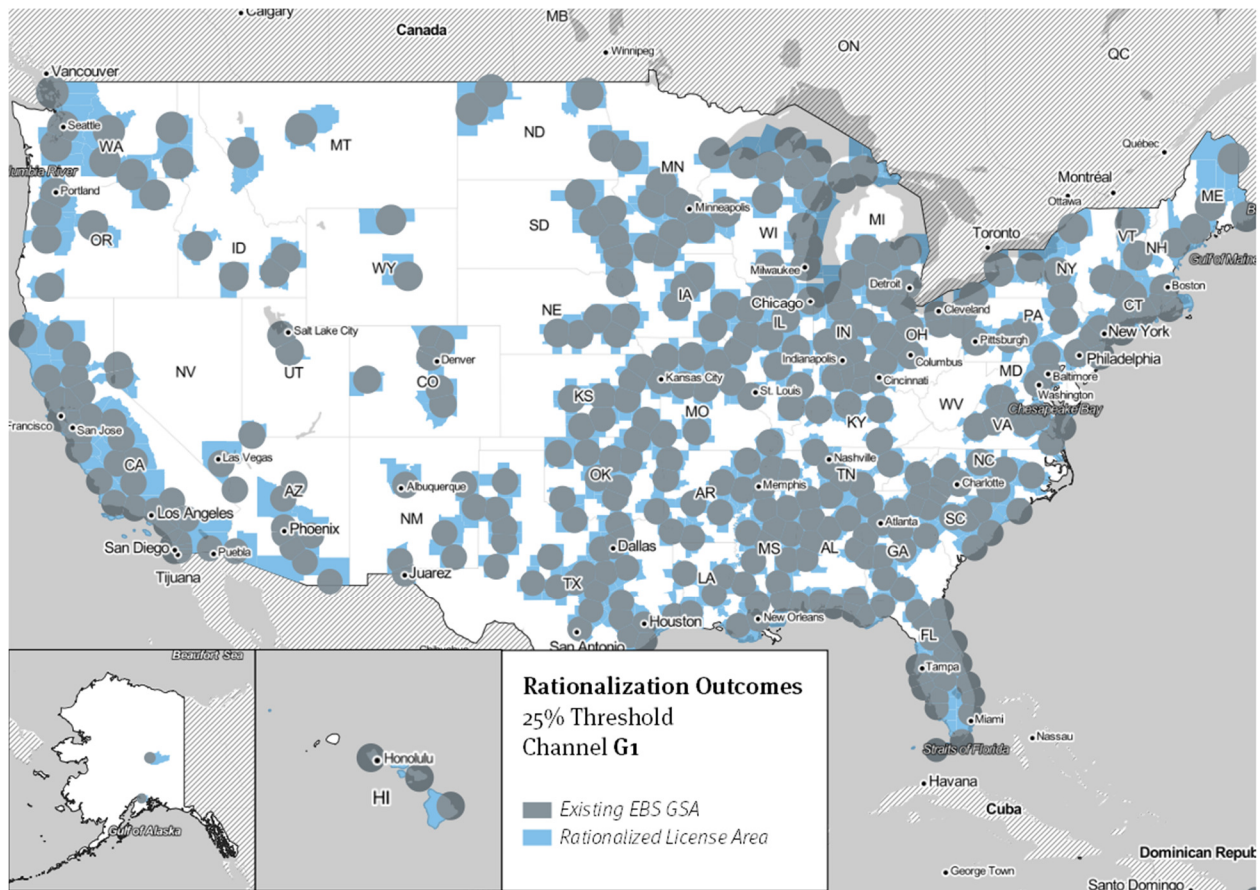 Calgary
Canada
MB
ON
QC
Winnipeg
Vancouver
Seattle
WA
MT
ND
MN
Québec
Montréal
Ottawa
ME
Portland
OR
ID
WY
SD
Minneapolis
WI
MI
Toronto
VT
NH
Gulf of Maine
NY
Milwaukee
Detroit
Boston
NE
IA
Chicago
IL
IN
OH
Cleveland
PA
CT
New York
Salt Lake City
NV
UT
Denver
CO
Indianapolis
Columbus
Pittsburgh
Philadelphia
MD
Baltimore
Washington
Chesapeake Bay
KS
Kansas City
MO
St. Louis
Cincinnati
WV
VA
KY
Francisco
San Jose
CA
Las Vegas
AZ
Albuquerque
NM
OK
AR
Memphis
Nashville
TN
NC
Charlotte
SC
Atlanta
Los Angeles
Phoenix
San Diego
Puebla
Tijuana
Juarez
Dallas
TX
LA
MS
AL
GA
Houston
San Antonio
New Orleans
FL
Tampa
Miami
Straits of Florida
Nassau
Havana
Cuba
Dominican Repub
George Town
Santo Domingo
Beaufort Sea
Gulf of Alaska
Honolulu
HI
Rationalization Outcomes
25% Threshold
Channel G1
Existing EBS GSA
Rationalized License Area